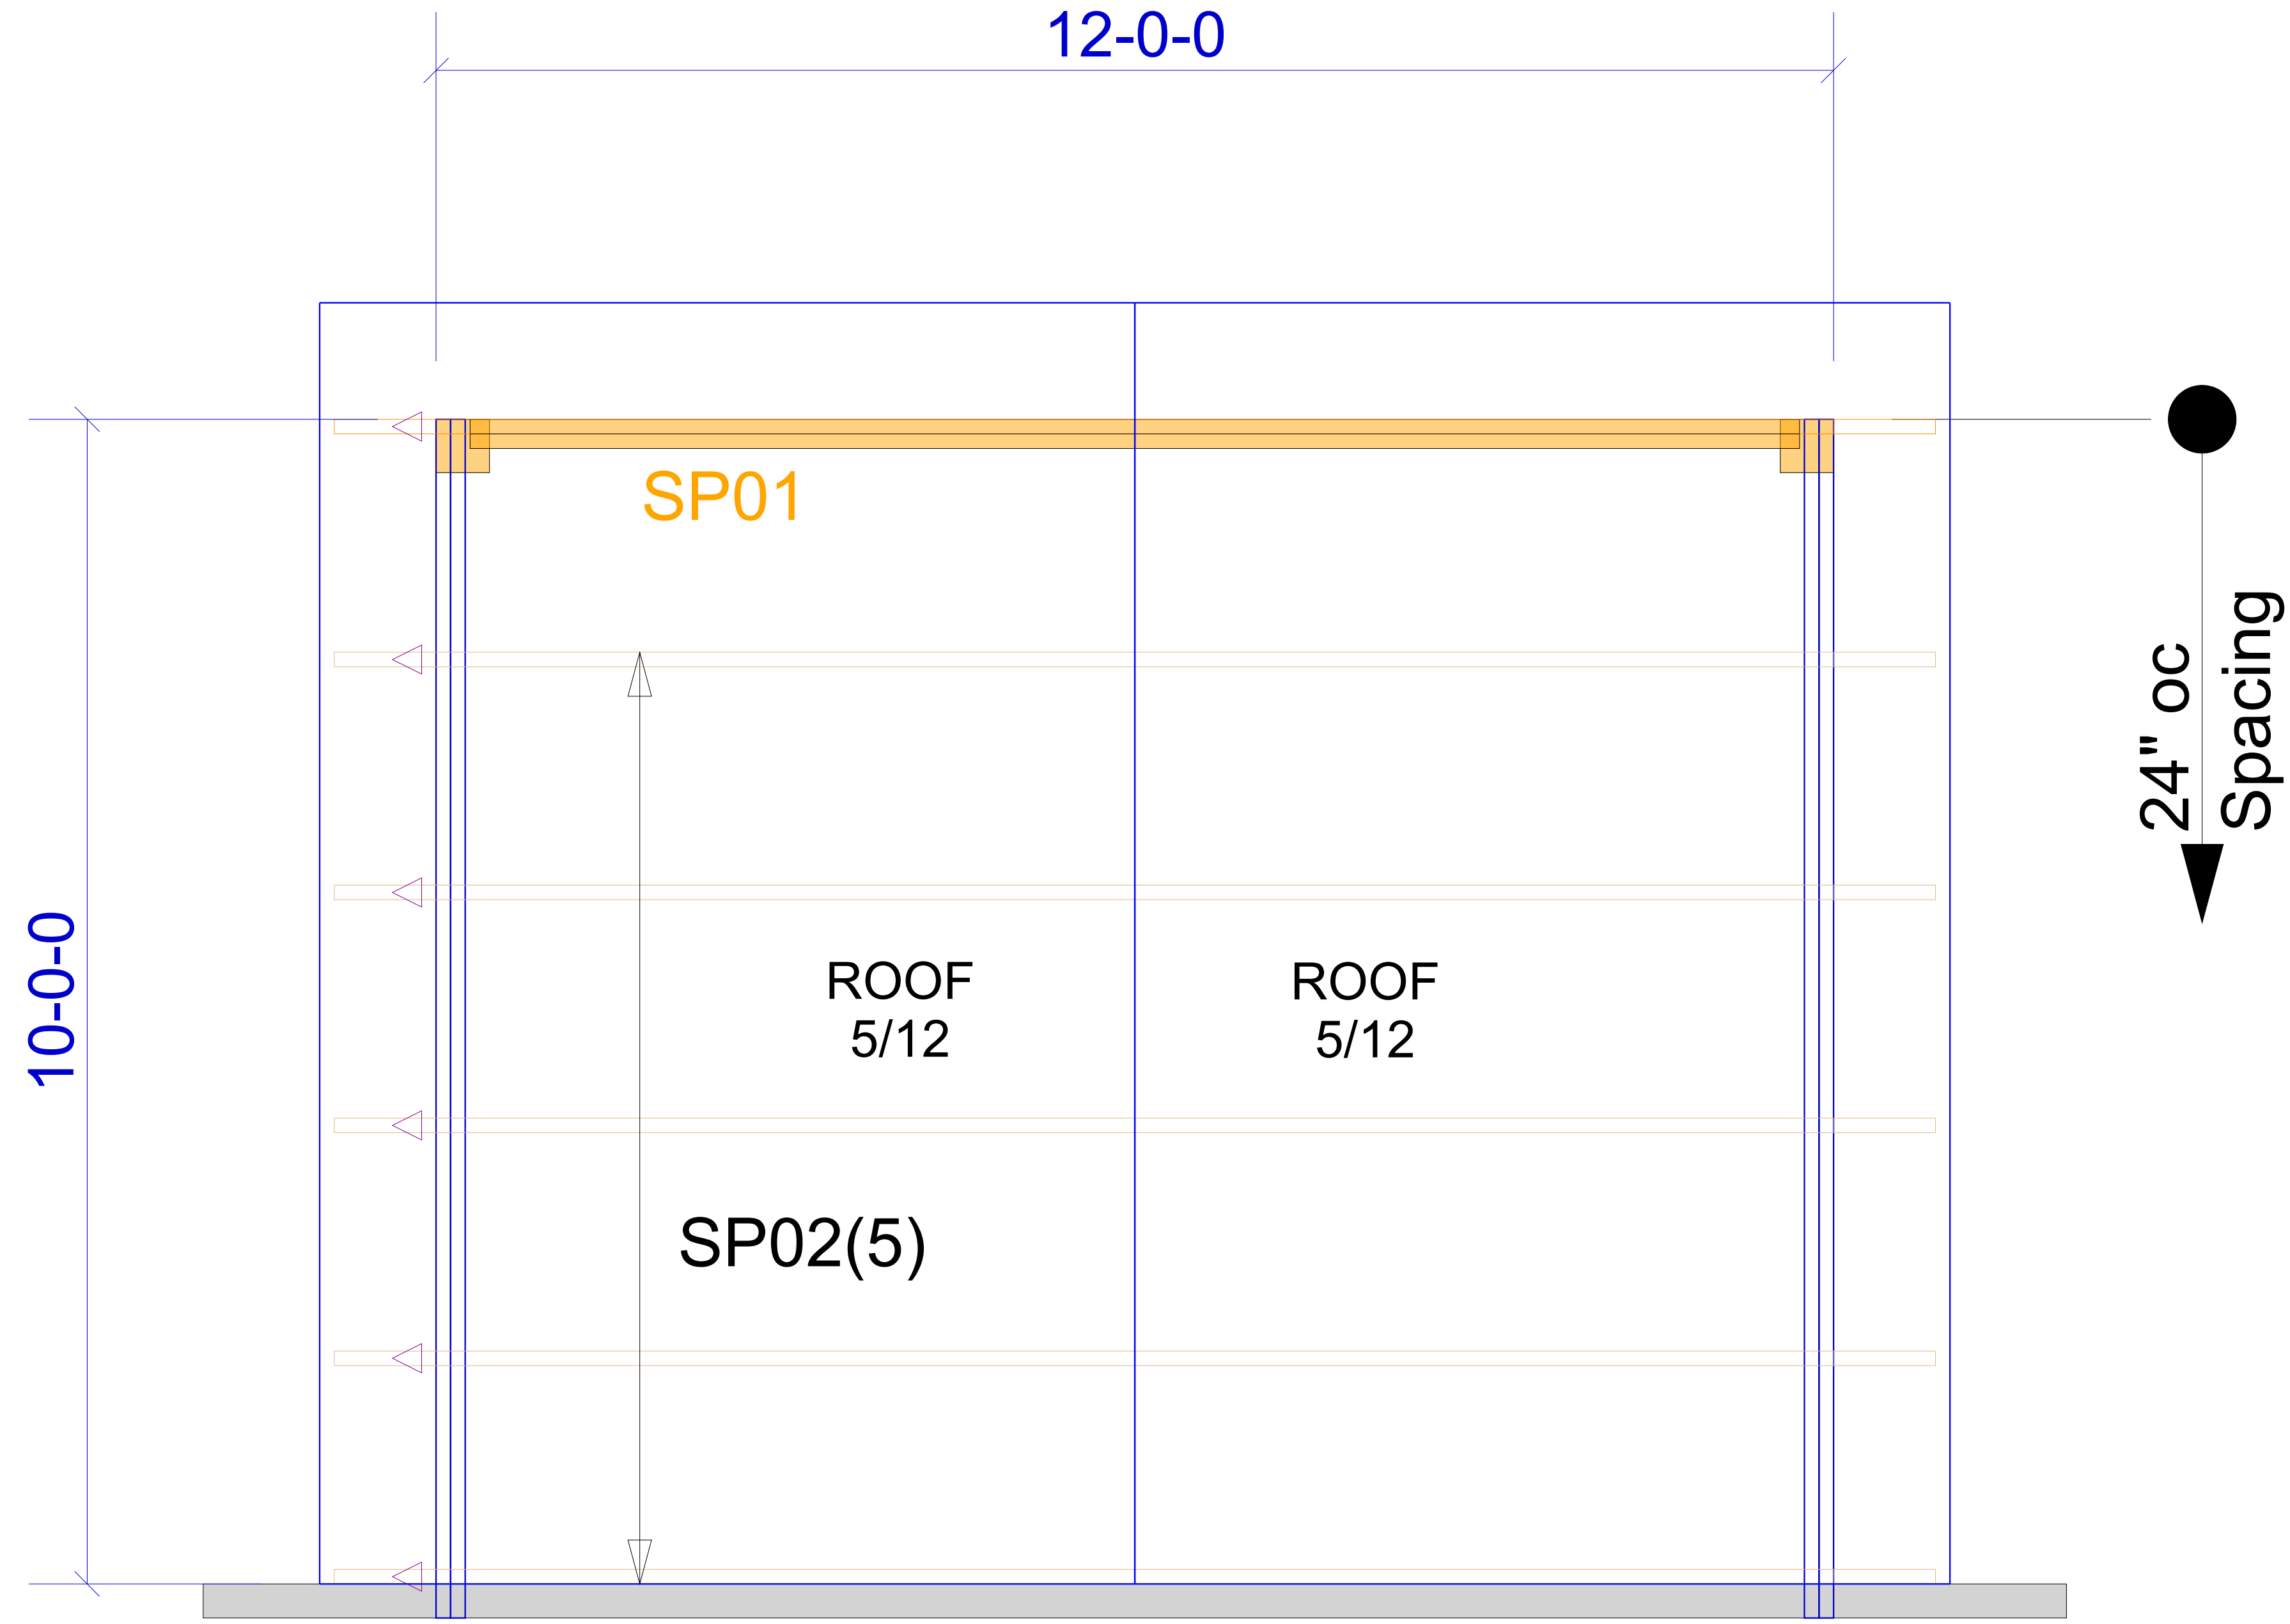 12-0-0
SP01
24" oc
Spacing
10-0-0
ROOF
5/12
ROOF
5/12
SP02(5)